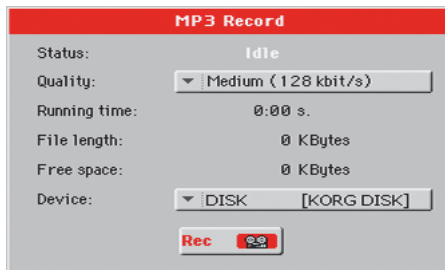 MP3 Record
Status: Idle
Quality: Medium (128 kbit/s)
Running time: 0:00 s.
File length: 0 KBytes
Free space: 0 KBytes
Device: DISK [KORG DISK]
Rec